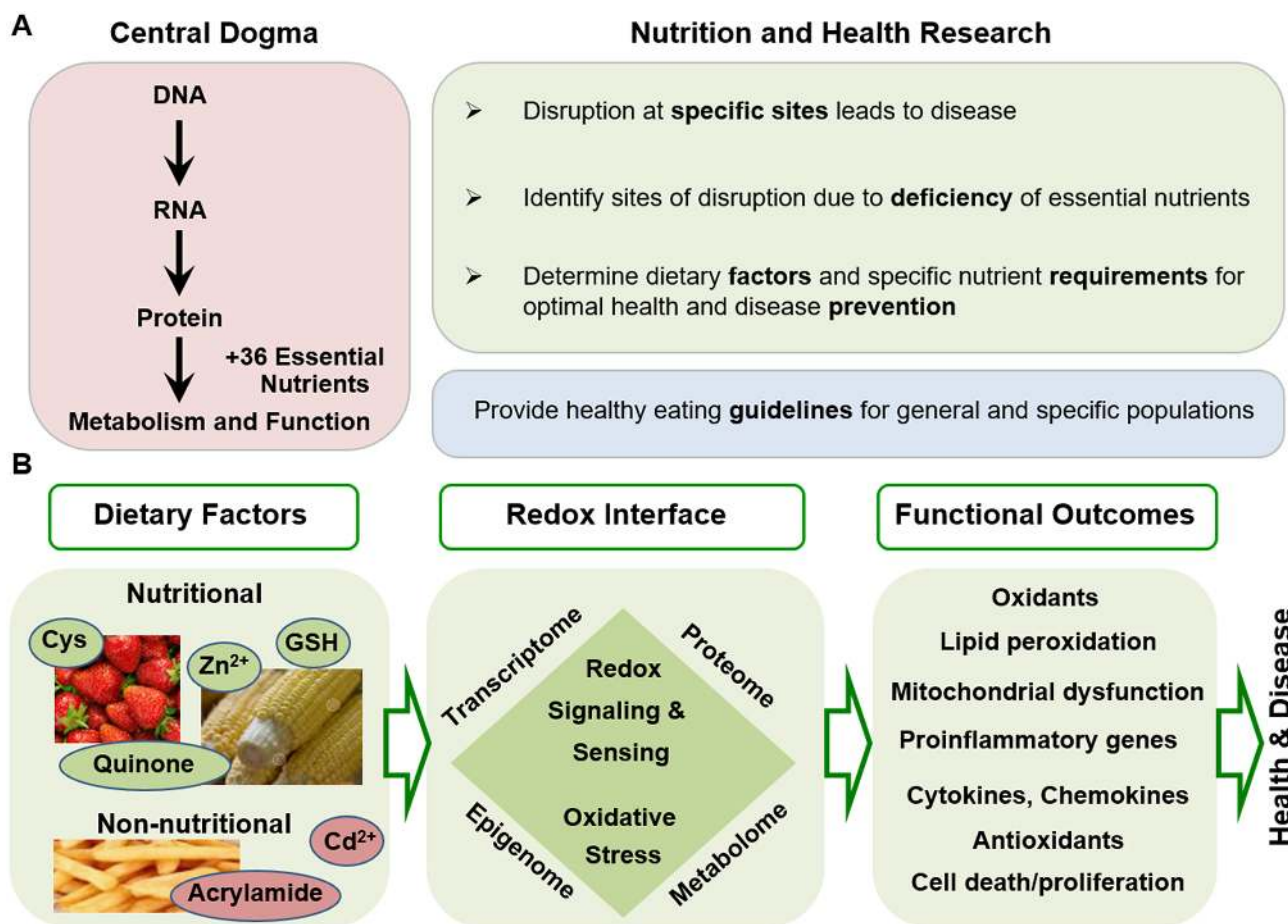 A
Central Dogma
DNA
RNA
Protein
+36 Essential
Nutrients
Metabolism and Function
Nutrition and Health Research
➢ Disruption at specific sites leads to disease
➢ Identify sites of disruption due to deficiency of essential nutrients
➢ Determine dietary factors and specific nutrient requirements for
optimal health and disease prevention
Provide healthy eating guidelines for general and specific populations
B
Dietary Factors
Nutritional
Cys
Zn²⁺
GSH
Quinone
Non-nutritional
Cd²⁺
Acrylamide
Redox Interface
Transcriptome
Proteome
Redox
Signaling &
Sensing
Oxidative
Stress
Epigenome
Metabolome
Functional Outcomes
Oxidants
Lipid peroxidation
Mitochondrial dysfunction
Proinflammatory genes
Cytokines, Chemokines
Antioxidants
Cell death/proliferation
Health & Disease